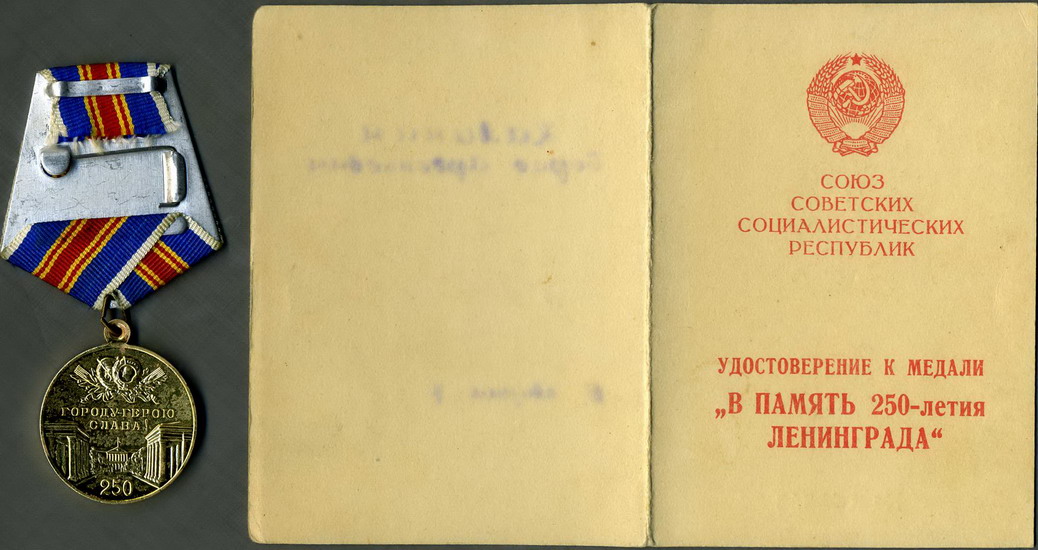 ГОРОДУ-ГЕРОЮ
СЛАВА!
250
СОЮЗ
СОВЕТСКИХ
СОЦИАЛИСТИЧЕСКИХ
РЕСПУБЛИК
УДОСТОВЕРЕНИЕ К МЕДАЛИ
„В ПАМЯТЬ 250-летия
ЛЕНИНГРАДА“